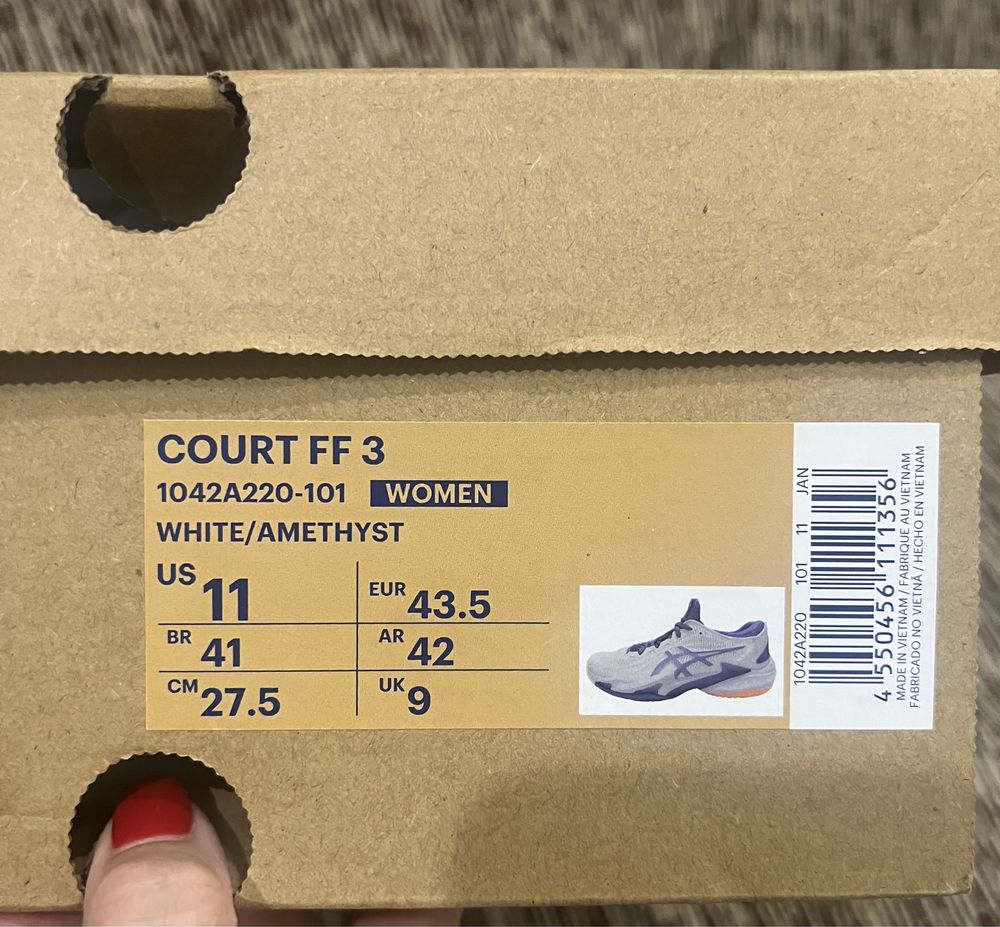 COURT FF 3
1042A220-101 WOMEN
WHITE/AMETHYST
US 11
EUR 43.5
BR 41
AR 42
CM 27.5
UK 9
1042A220 101 11 JAN
4 550456 111356
MADE IN VIETNAM / FABRIQUE AU VIETNAM
FABRICADO NO VIETNÃ / HECHO EN VIETNAM